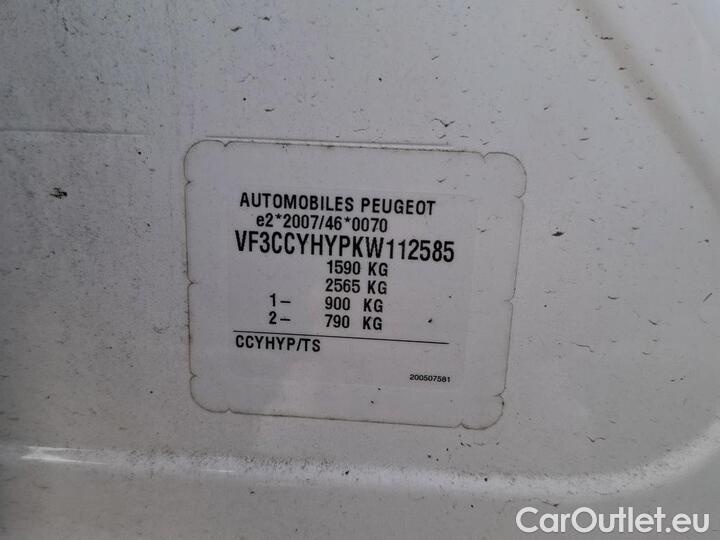 AUTOMOBILES PEUGEOT
e2*2007/46*0070
VF3CCYHYPKW112585
1590 KG
2565 KG
1- 900 KG
2- 790 KG
CCYHYP/TS
200507581
CarOutlet.eu